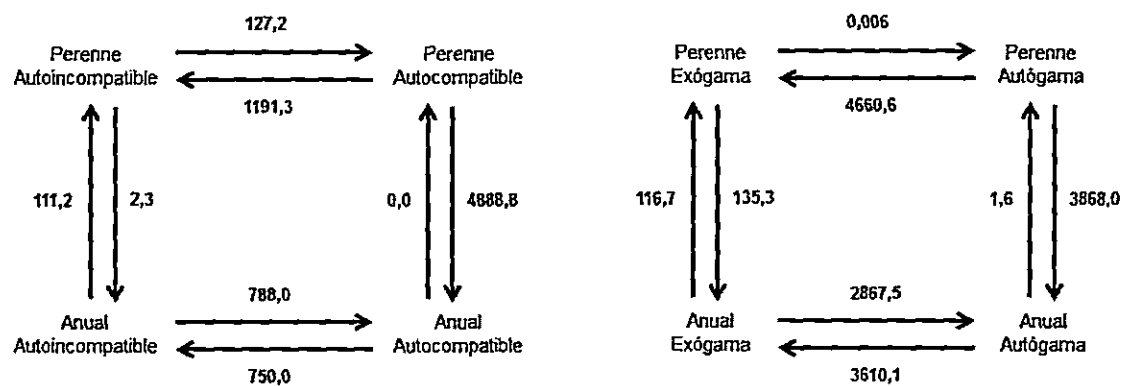 127,2
Perenne
Autoincompatible
Perenne
Autocompatible
1191,3
111,2
2,3
0,0
4888,8
788,0
Anual
Autoincompatible
Anual
Autocompatible
750,0
0,006
Perenne
Exógama
Perenne
Autógama
4660,6
116,7
135,3
1,6
3868,0
2867,5
Anual
Exógama
Anual
Autógama
3610,1